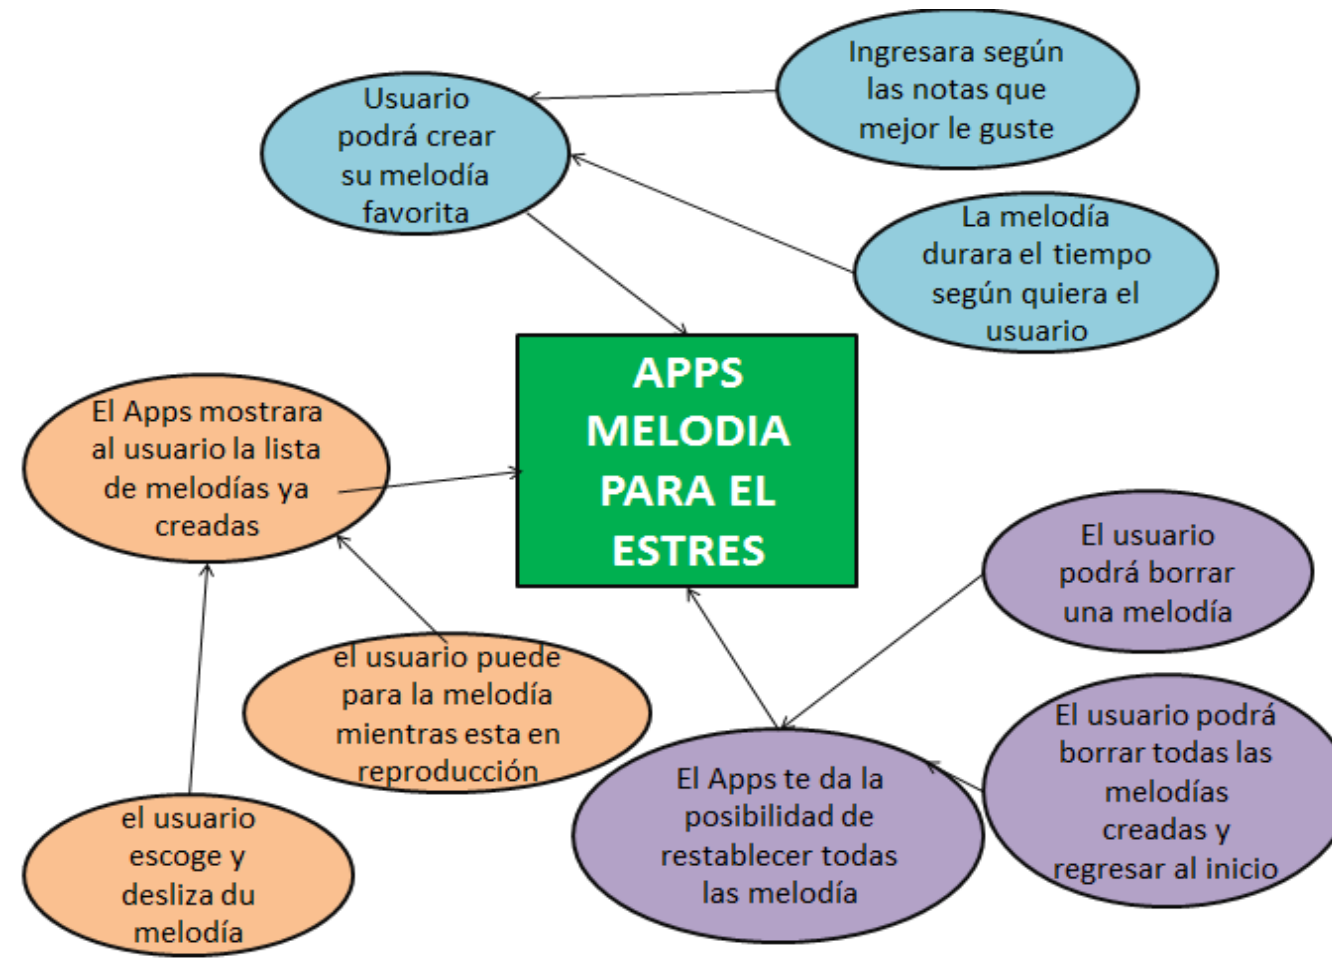 Ingresara según
las notas que
mejor le guste
Usuario
podrá crear
su melodía
favorita
La melodía
durara el tiempo
según quiera el
usuario
APPS
MELODIA
PARA EL
ESTRES
El Apps mostrara
al usuario la lista
de melodías ya
creadas
el usuario puede
para la melodía
mientras esta en
reproducción
el usuario
escoge y
desliza du
melodía
El usuario
podrá borrar
una melodía
El usuario podrá
borrar todas las
melodías
creadas y
regresar al inicio
El Apps te da la
posibilidad de
restablecer todas
las melodía